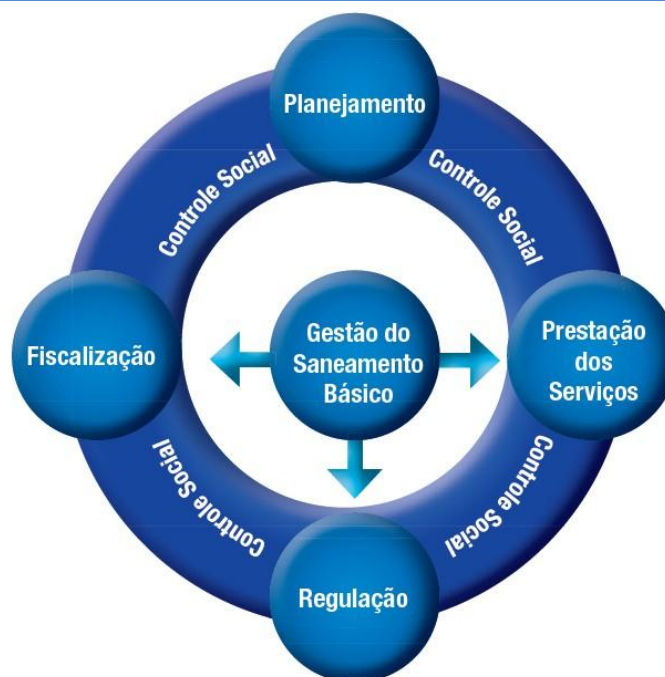 Planejamento
Controle Social
Controle Social
Fiscalização
Gestão do
Saneamento
Básico
Prestação
dos
Serviços
Controle Social
Controle Social
Regulação